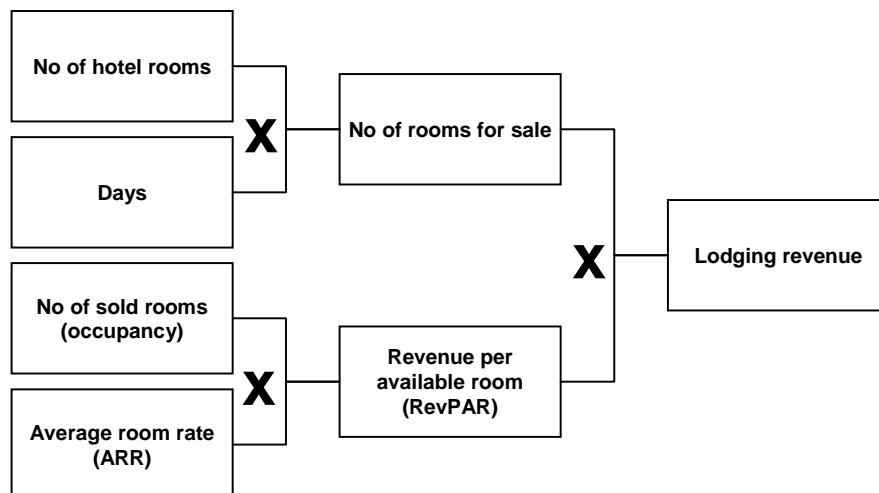 No of hotel rooms
X
No of rooms for sale
Days
X
Lodging revenue
No of sold rooms
(occupancy)
X
Revenue per
available room
(RevPAR)
Average room rate
(ARR)